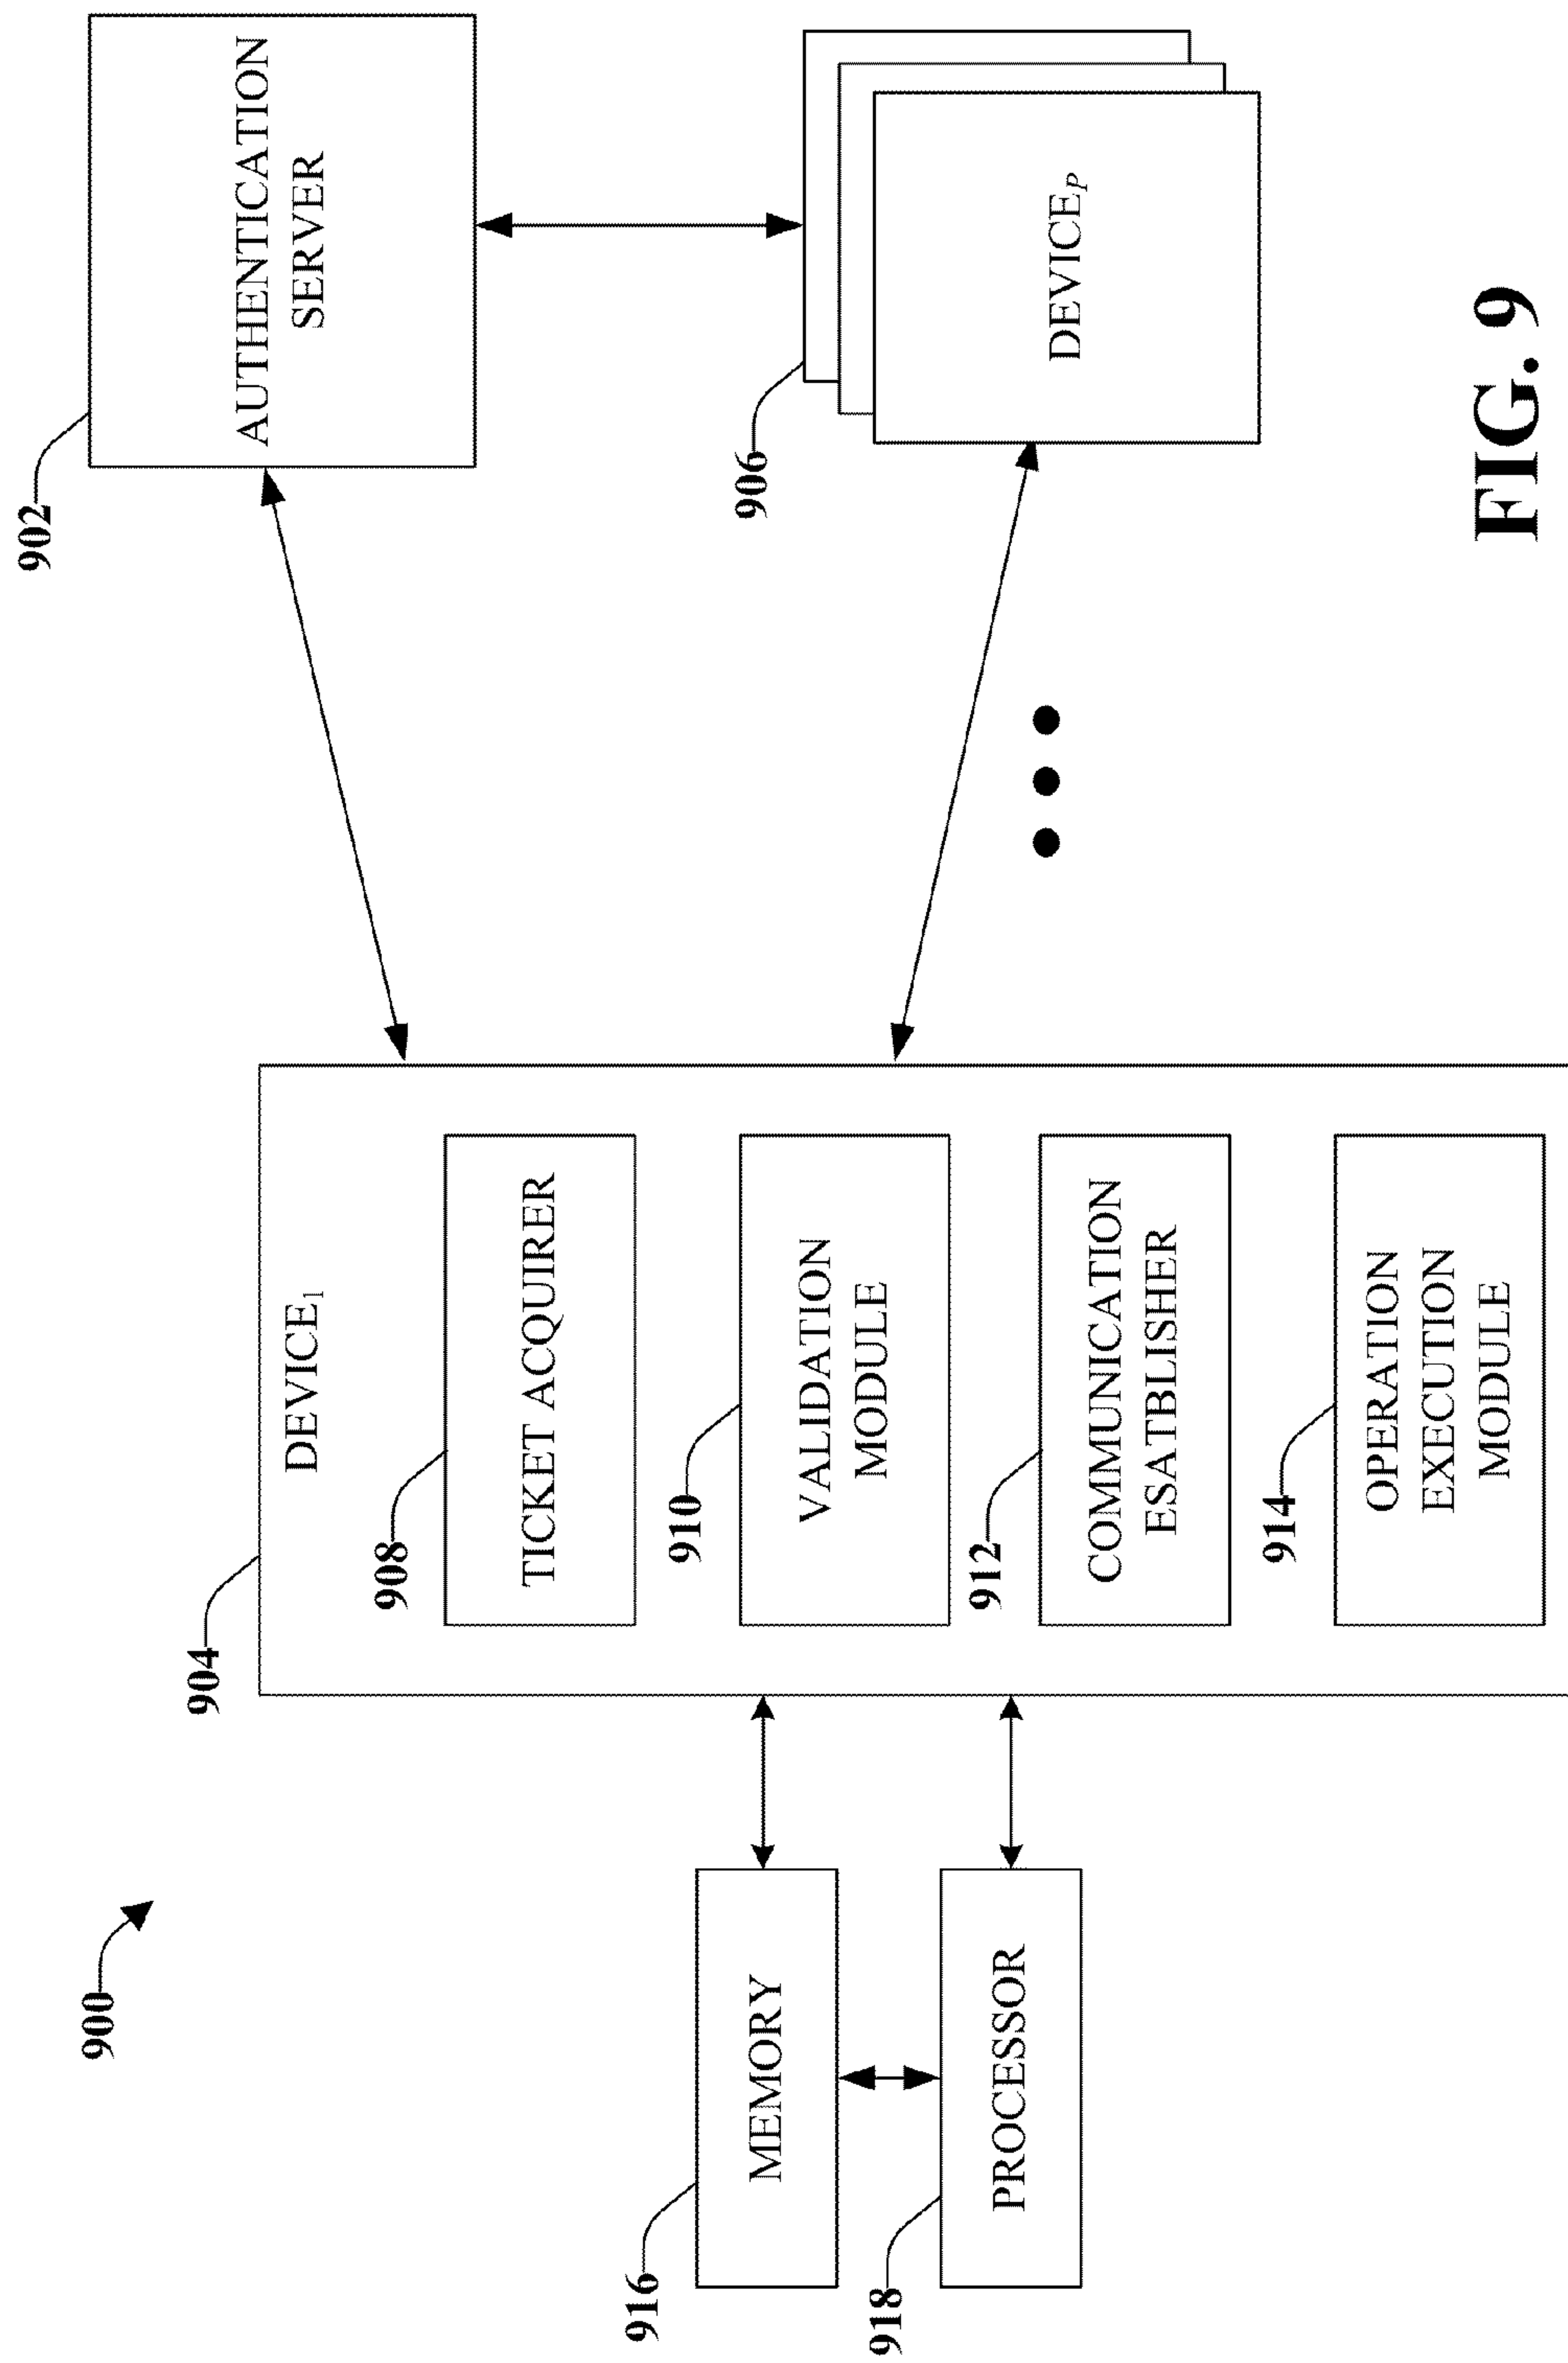 900
904
DEVICE1
902
AUTHENTICATION
SERVER
908
TICKET ACQUIRER
916
MEMORY
910
VALIDATION
MODULE
906
DEVICEP
918
PROCESSOR
912
COMMUNICATION
ESATBLISHER
914
OPERATION
EXECUTION
MODULE
FIG. 9